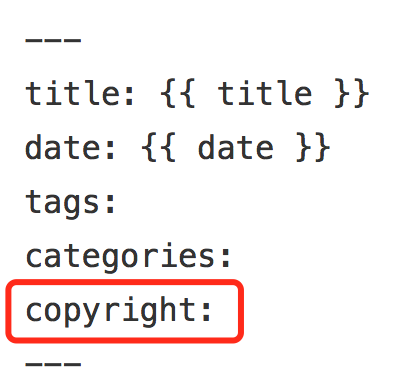 ---
title: {{ title }}
date: {{ date }}
tags:
categories:
copyright:
---